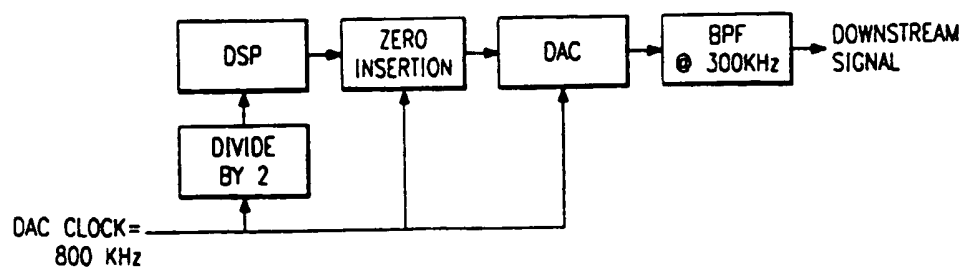 DSP
ZERO
INSERTION
DAC
BPF
@ 300KHz
DOWNSTREAM
SIGNAL
DIVIDE
BY 2
DAC CLOCK=
800 KHz